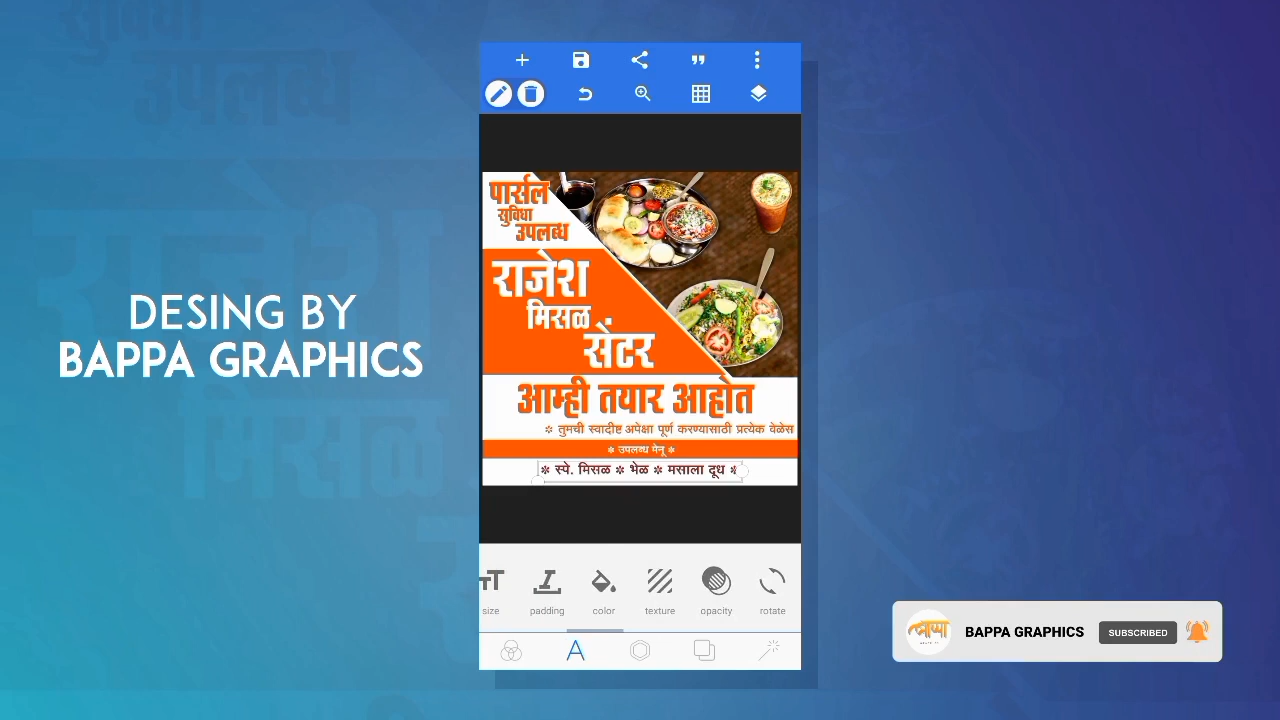 DESING BY
BAPPA GRAPHICS
पार्सल
सुविधा
उपलब्ध
राजेश
मिसळ
सेंटर
आम्ही तयार आहोत
❇ तुमची स्वादीष्ट अपेक्षा पूर्ण करण्यासाठी प्रत्येक वेळेस
❇ उपलब्ध मेनू ❇
❇ स्पे. मिसळ ❇ भेळ ❇ मसाला दूध ❇
size padding color texture opacity rotate
BAPPA GRAPHICS SUBSCRIBED